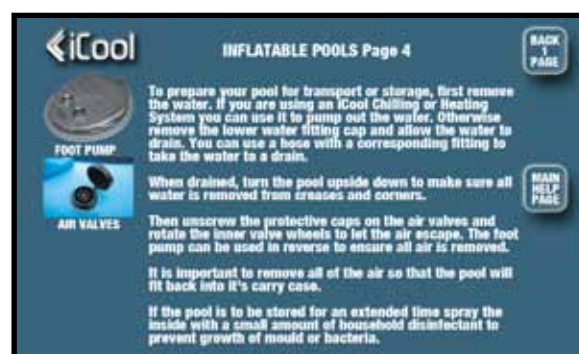 iCool
INFLATABLE POOLS Page 4
BACK
1
PAGE
To prepare your pool for transport or storage, first remove
the water. If you are using an iCool Chilling or Heating
System you can use it to pump out the water. Otherwise
remove the lower water fitting cap and allow the water to
drain. You can use a hose with a corresponding fitting to
take the water to a drain.
FOOT PUMP
When drained, turn the pool upside down to make sure all
water is removed from creases and corners.
MAIN
HELP
PAGE
AIR VALVES
Then unscrew the protective caps on the air valves and
rotate the inner valve wheels to let the air escape. The foot
pump can be used in reverse to ensure all air is removed.
It is important to remove all of the air so that the pool will
fit back into it's carry case.
If the pool is to be stored for an extended time spray the
inside with a small amount of household disinfectant to
prevent growth of mould or bacteria.